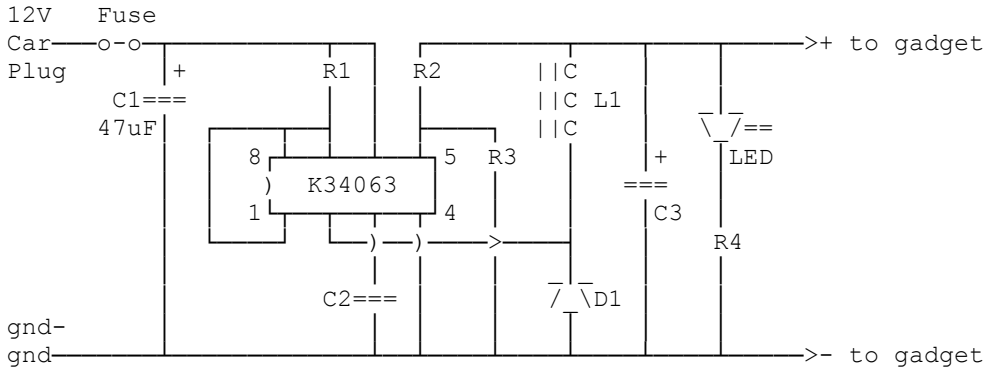 12V Fuse
Car o-o >+ to gadget
Plug + R1 R2 ||C
C1=== ||C L1
47uF ||C \_/==
8 5 R3 + LED
) K34063 ===
1 4 C3
) ) > R4
C2=== /_\D1
gnd-
gnd >- to gadget